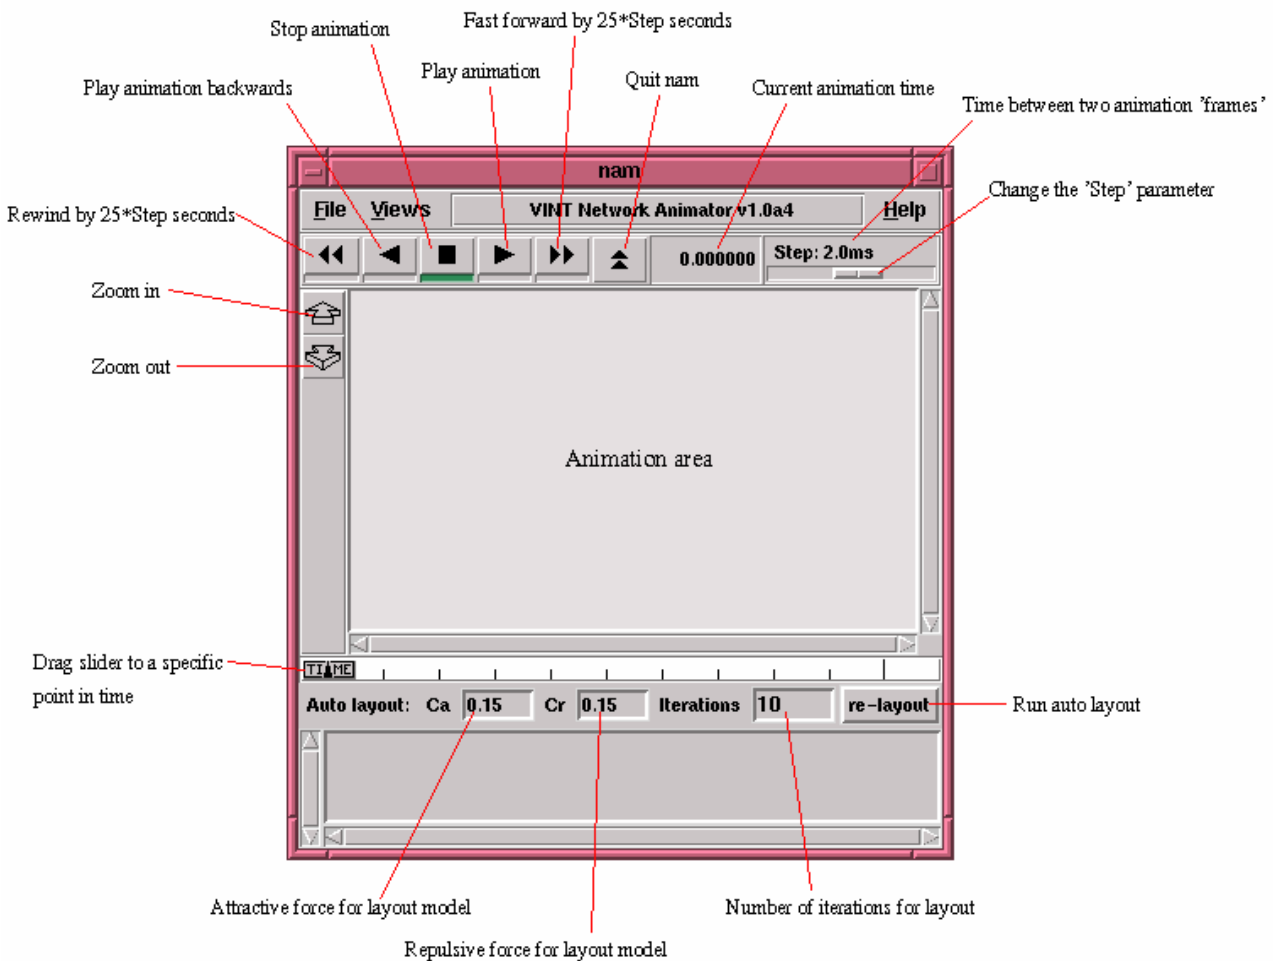 Fast forward by 25*Step seconds
Stop animation
Play animation
Quit nam
Play animation backwards
Current animation time
Time between two animation ’frames’
nam
Change the ’Step’ parameter
File Views VINT Network Animator v1.0a4 Help
Rewind by 25*Step seconds
0.000000 Step: 2.0ms
Zoom in
Zoom out
Animation area
Drag slider to a specific
point in time
TIME
Auto layout: Ca 0.15 Cr 0.15 Iterations 10 re-layout
Run auto layout
Attractive force for layout model
Number of iterations for layout
Repulsive force for layout model